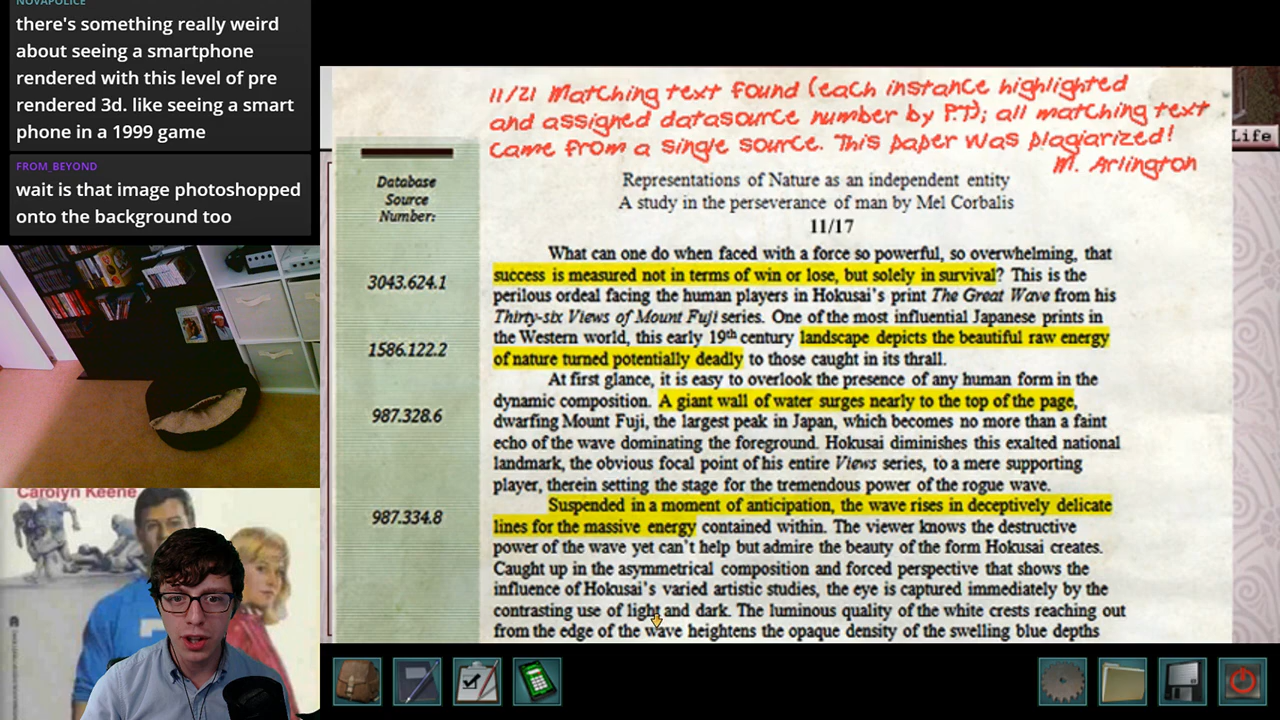 NOVAPOLICE
there's something really weird
about seeing a smartphone
rendered with this level of pre
rendered 3d. like seeing a smart
phone in a 1999 game
FROM_BEYOND
wait is that image photoshopped
onto the background too
Carolyn Keene
Life
11/21 Matching text found (each instance highlighted
and assigned datasource number by P.T); all matching text
came from a single source. This paper was plagiarized!
M. Arlington
Database
Source
Number:
3043.624.1
1586.122.2
987.328.6
987.334.8
Representations of Nature as an independent entity
A study in the perseverance of man by Mel Corbalis
11/17
What can one do when faced with a force so powerful, so overwhelming, that
success is measured not in terms of win or lose, but solely in survival? This is the
perilous ordeal facing the human players in Hokusai's print The Great Wave from his
Thirty-six Views of Mount Fuji series. One of the most influential Japanese prints in
the Western world, this early 19th century landscape depicts the beautiful raw energy
of nature turned potentially deadly to those caught in its thrall.
At first glance, it is easy to overlook the presence of any human form in the
dynamic composition. A giant wall of water surges nearly to the top of the page,
dwarfing Mount Fuji, the largest peak in Japan, which becomes no more than a faint
echo of the wave dominating the foreground. Hokusai diminishes this exalted national
landmark, the obvious focal point of his entire Views series, to a mere supporting
player, therein setting the stage for the tremendous power of the rogue wave.
Suspended in a moment of anticipation, the wave rises in deceptively delicate
lines for the massive energy contained within. The viewer knows the destructive
power of the wave yet can't help but admire the beauty of the form Hokusai creates.
Caught up in the asymmetrical composition and forced perspective that shows the
influence of Hokusai's varied artistic studies, the eye is captured immediately by the
contrasting use of light and dark. The luminous quality of the white crests reaching out
from the edge of the wave heightens the opaque density of the swelling blue depths